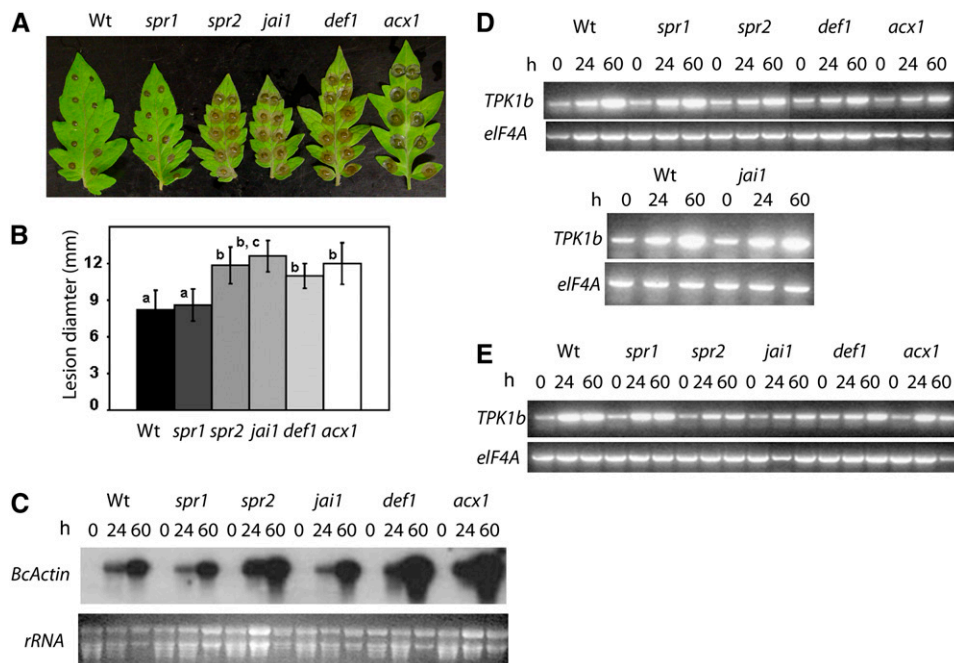 A
Wt spr1 spr2 jai1 def1 acx1
B
Lesion diamter (mm)
12
9
6
3
0
a a b b, c b b
Wt spr1 spr2 jai1 def1 acx1
C
Wt spr1 spr2 jai1 def1 acx1
h 0 24 60 0 24 60 0 24 60 0 24 60 0 24 60 0 24 60
BcActin
rRNA
D
Wt spr1 spr2 def1 acx1
h 0 24 60 0 24 60 0 24 60 0 24 60 0 24 60
TPK1b
eIF4A
Wt jai1
h 0 24 60 0 24 60
TPK1b
eIF4A
E
Wt spr1 spr2 jai1 def1 acx1
h 0 24 60 0 24 60 0 24 60 0 24 60 0 24 60 0 24 60
TPK1b
eIF4A